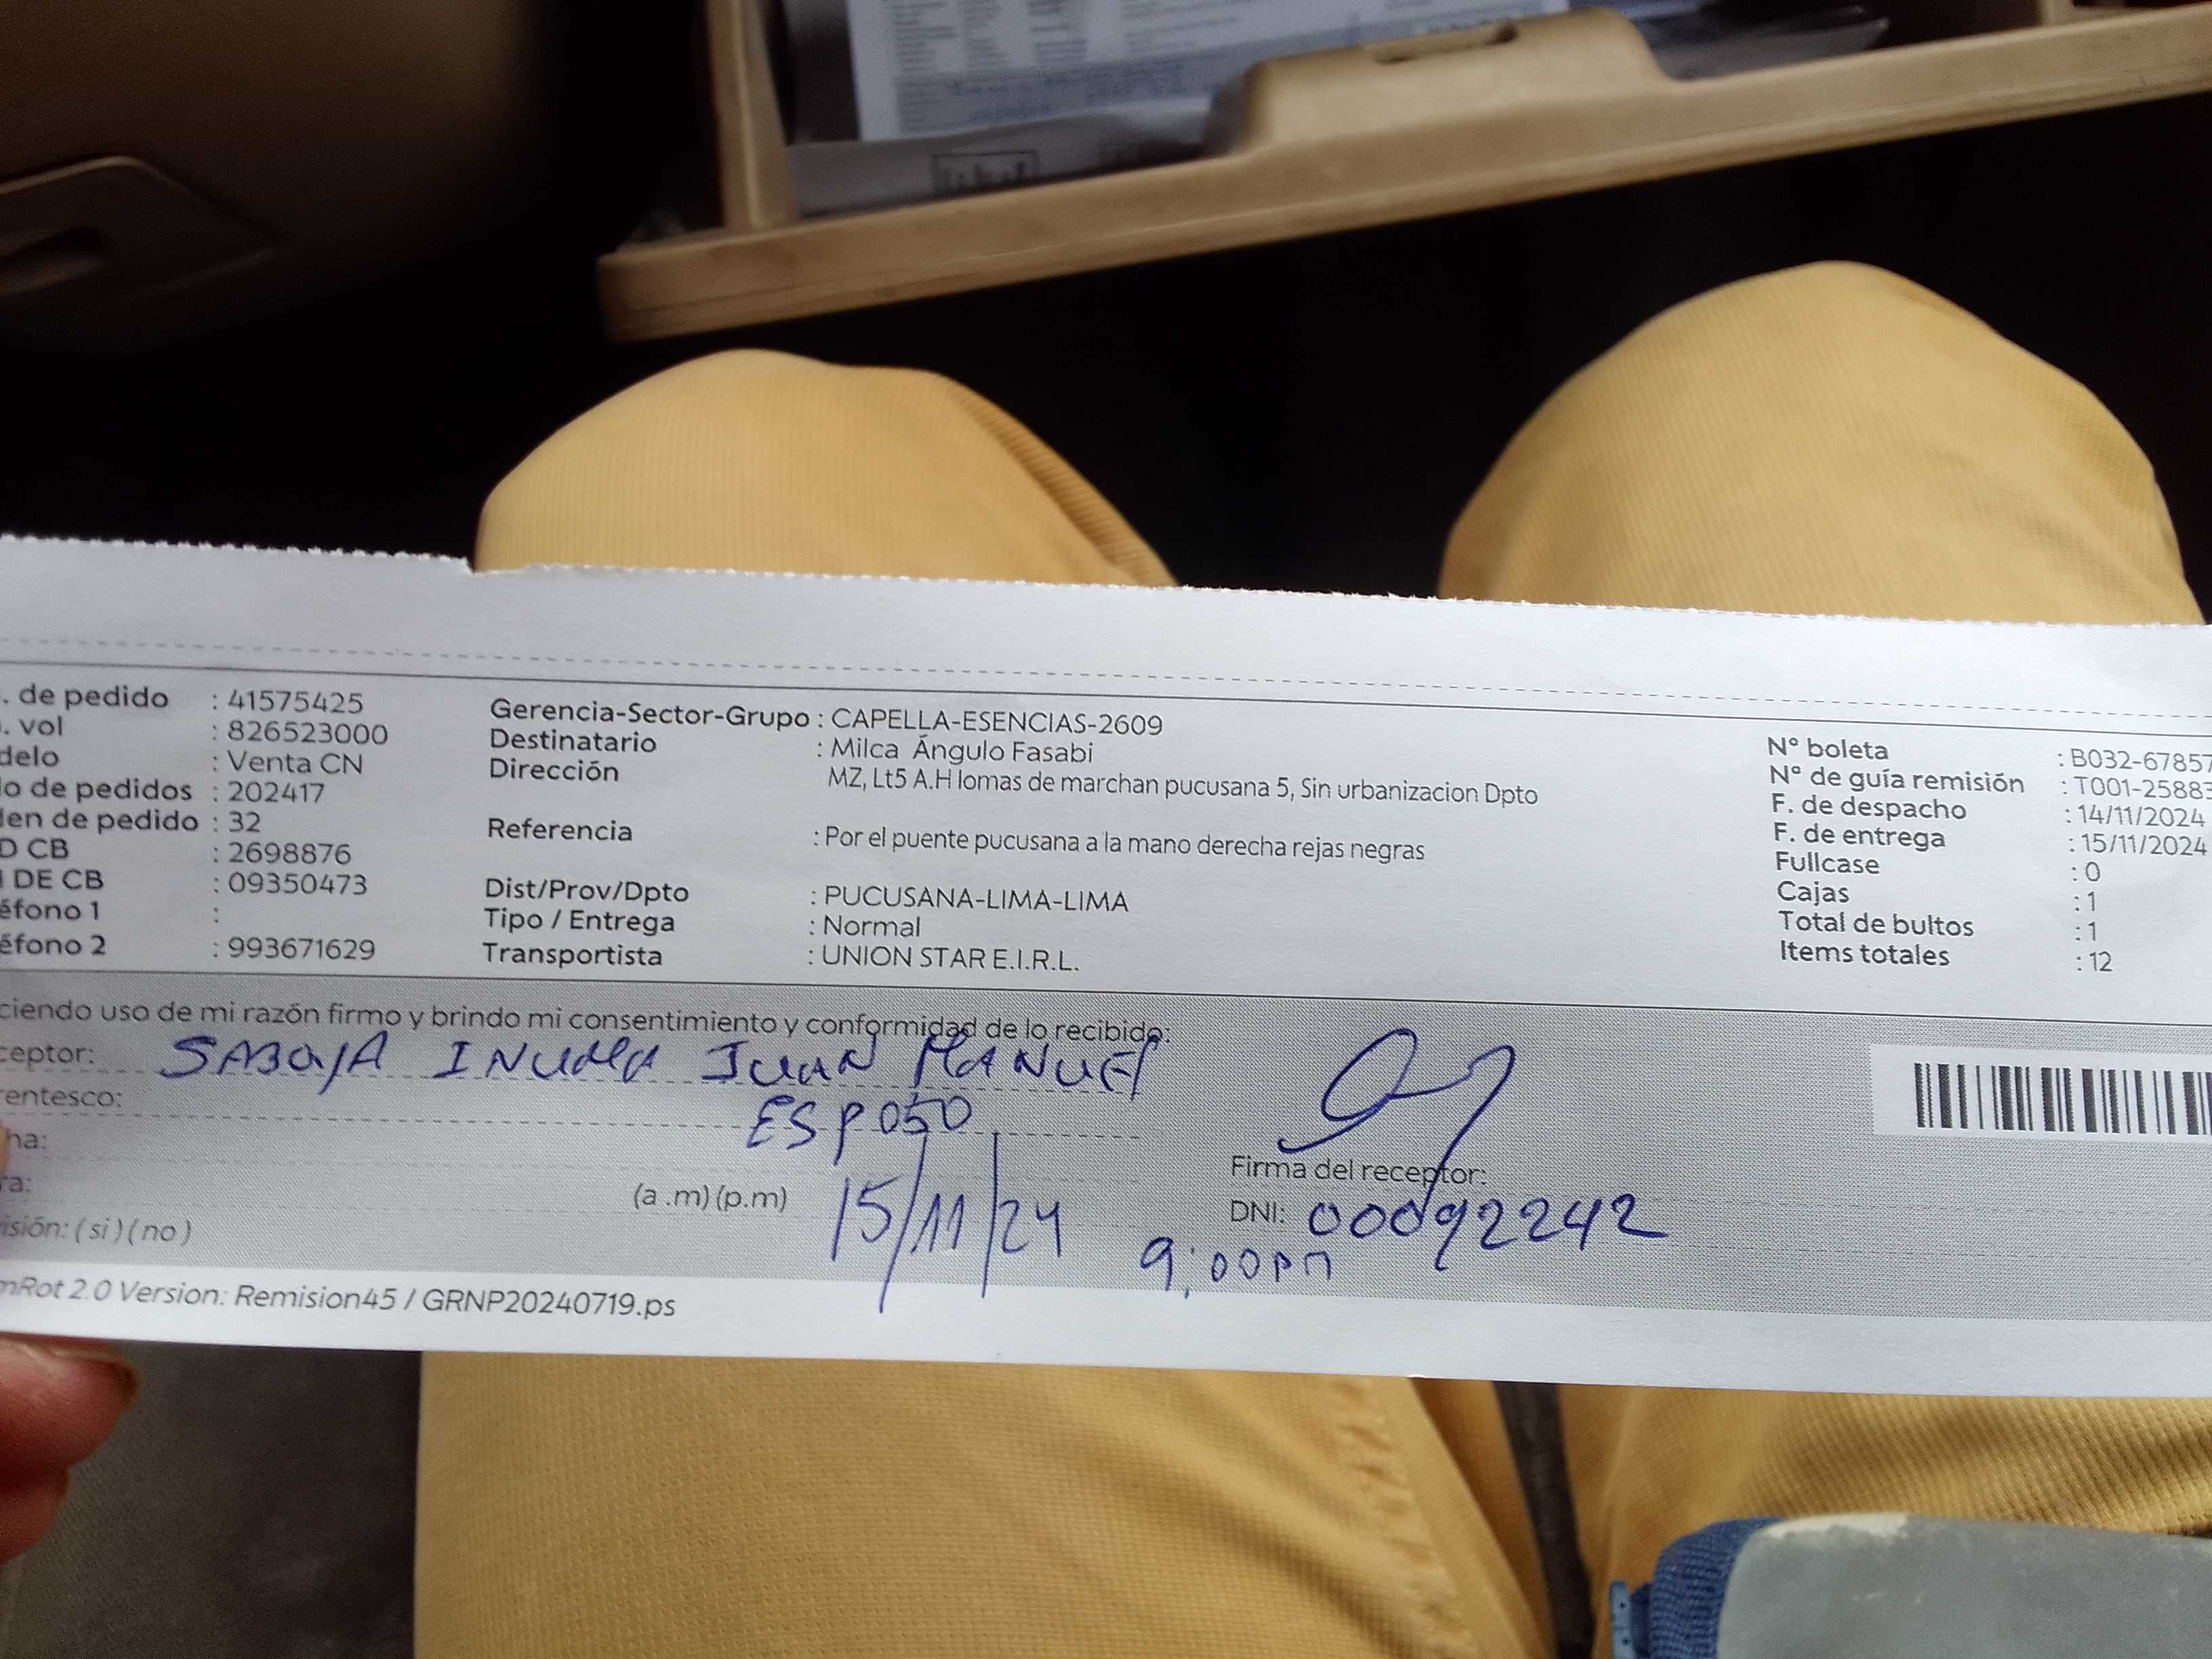 . de pedido : 41575425
. vol : 826523000
delo : Venta CN
lo de pedidos : 202417
den de pedido : 32
D CB : 2698876
I DE CB : 09350473
éfono 1 :
éfono 2 : 993671629
Gerencia-Sector-Grupo : CAPELLA-ESENCIAS-2609
Destinatario : Milca Ángulo Fasabi
Dirección MZ, Lt5 A.H lomas de marchan pucusana 5, Sin urbanizacion Dpto
Referencia : Por el puente pucusana a la mano derecha rejas negras
Dist/Prov/Dpto : PUCUSANA-LIMA-LIMA
Tipo / Entrega : Normal
Transportista : UNION STAR E.I.R.L.
N° boleta : B032-67857
N° de guía remisión : T001-25883
F. de despacho : 14/11/2024
F. de entrega : 15/11/2024
Fullcase : 0
Cajas : 1
Total de bultos : 1
Items totales : 12
ciendo uso de mi razón firmo y brindo mi consentimiento y conformidad de lo recibido:
ceptor: SABOYA INUMA JUAN MANUEL
entesco: ESPOSO
ha:
ra: (a .m) (p.m) 15/11/24
isión: ( si ) ( no )
Firma del receptor:
DNI: 00092242
9:00pm
nRot 2.0 Version: Remision45 / GRNP20240719.ps